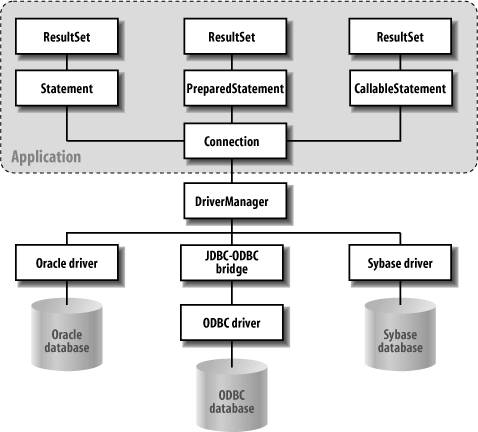 ResultSet
ResultSet
ResultSet
Statement
PreparedStatement
CallableStatement
Connection
Application
DriverManager
Oracle driver
JDBC-ODBC
bridge
Sybase driver
ODBC driver
Oracle
database
Sybase
database
ODBC
database